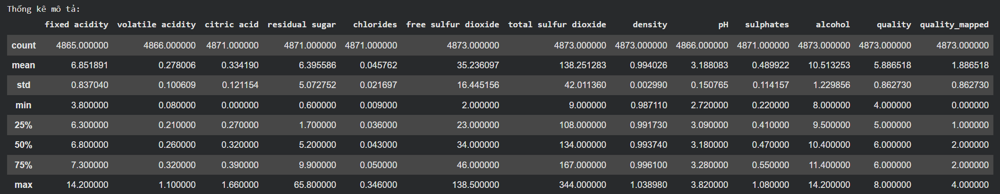 Thống kê mô tả:
fixed acidity volatile acidity citric acid residual sugar chlorides free sulfur dioxide total sulfur dioxide density pH sulphates alcohol quality quality_mapped
count 4865.000000 4866.000000 4871.000000 4871.000000 4871.000000 4873.000000 4873.000000 4873.000000 4866.000000 4871.000000 4873.000000 4873.000000 4873.000000
mean 6.851891 0.278006 0.334190 6.395586 0.045762 35.236097 138.251283 0.994026 3.188083 0.489922 10.513253 5.886518 1.886518
std 0.837040 0.100609 0.121154 5.072752 0.021697 16.445156 42.011360 0.002990 0.150765 0.114157 1.229856 0.862730 0.862730
min 3.800000 0.080000 0.000000 0.600000 0.009000 2.000000 9.000000 0.987110 2.720000 0.220000 8.000000 4.000000 0.000000
25% 6.300000 0.210000 0.270000 1.700000 0.036000 23.000000 108.000000 0.991730 3.090000 0.410000 9.500000 5.000000 1.000000
50% 6.800000 0.260000 0.320000 5.200000 0.043000 34.000000 134.000000 0.993740 3.180000 0.470000 10.400000 6.000000 2.000000
75% 7.300000 0.320000 0.390000 9.900000 0.050000 46.000000 167.000000 0.996100 3.280000 0.550000 11.400000 6.000000 2.000000
max 14.200000 1.100000 1.660000 65.800000 0.346000 138.500000 344.000000 1.038980 3.820000 1.080000 14.200000 8.000000 4.000000